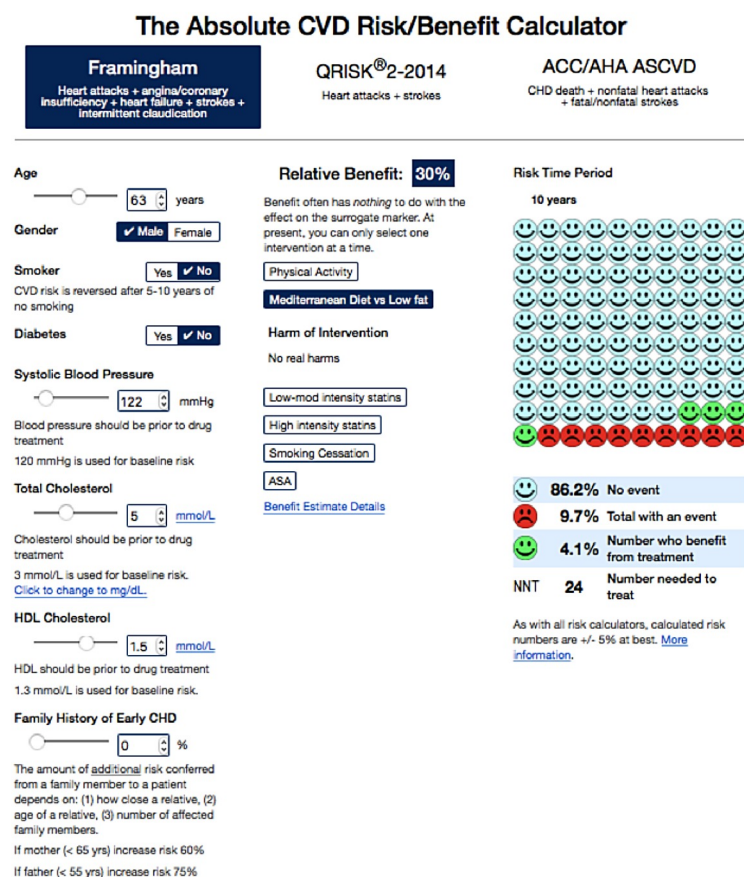 The Absolute CVD Risk/Benefit Calculator
Framingham
Heart attacks + angina/coronary
insufficiency + heart failure + strokes +
intermittent claudication
QRISK®2-2014
Heart attacks + strokes
ACC/AHA ASCVD
CHD death + nonfatal heart attacks
+ fatal/nonfatal strokes
Age
63 years
Gender
✔ Male Female
Smoker
Yes ✔ No
CVD risk is reversed after 5-10 years of
no smoking
Diabetes
Yes ✔ No
Systolic Blood Pressure
122 mmHg
Blood pressure should be prior to drug
treatment
120 mmHg is used for baseline risk
Total Cholesterol
5 mmol/L
Cholesterol should be prior to drug
treatment
3 mmol/L is used for baseline risk.
Click to change to mg/dL.
HDL Cholesterol
1.5 mmol/L
HDL should be prior to drug treatment
1.3 mmol/L is used for baseline risk.
Family History of Early CHD
0 %
The amount of additional risk conferred
from a family member to a patient
depends on: (1) how close a relative, (2)
age of a relative, (3) number of affected
family members.
If mother (< 65 yrs) increase risk 60%
If father (< 55 yrs) increase risk 75%
Relative Benefit: 30%
Benefit often has nothing to do with the
effect on the surrogate marker. At
present, you can only select one
intervention at a time.
Physical Activity
Mediterranean Diet vs Low fat
Harm of Intervention
No real harms
Low-mod intensity statins
High intensity statins
Smoking Cessation
ASA
Benefit Estimate Details
Risk Time Period
10 years
86.2% No event
9.7% Total with an event
4.1% Number who benefit
from treatment
NNT 24 Number needed to
treat
As with all risk calculators, calculated risk
numbers are +/- 5% at best. More
information.